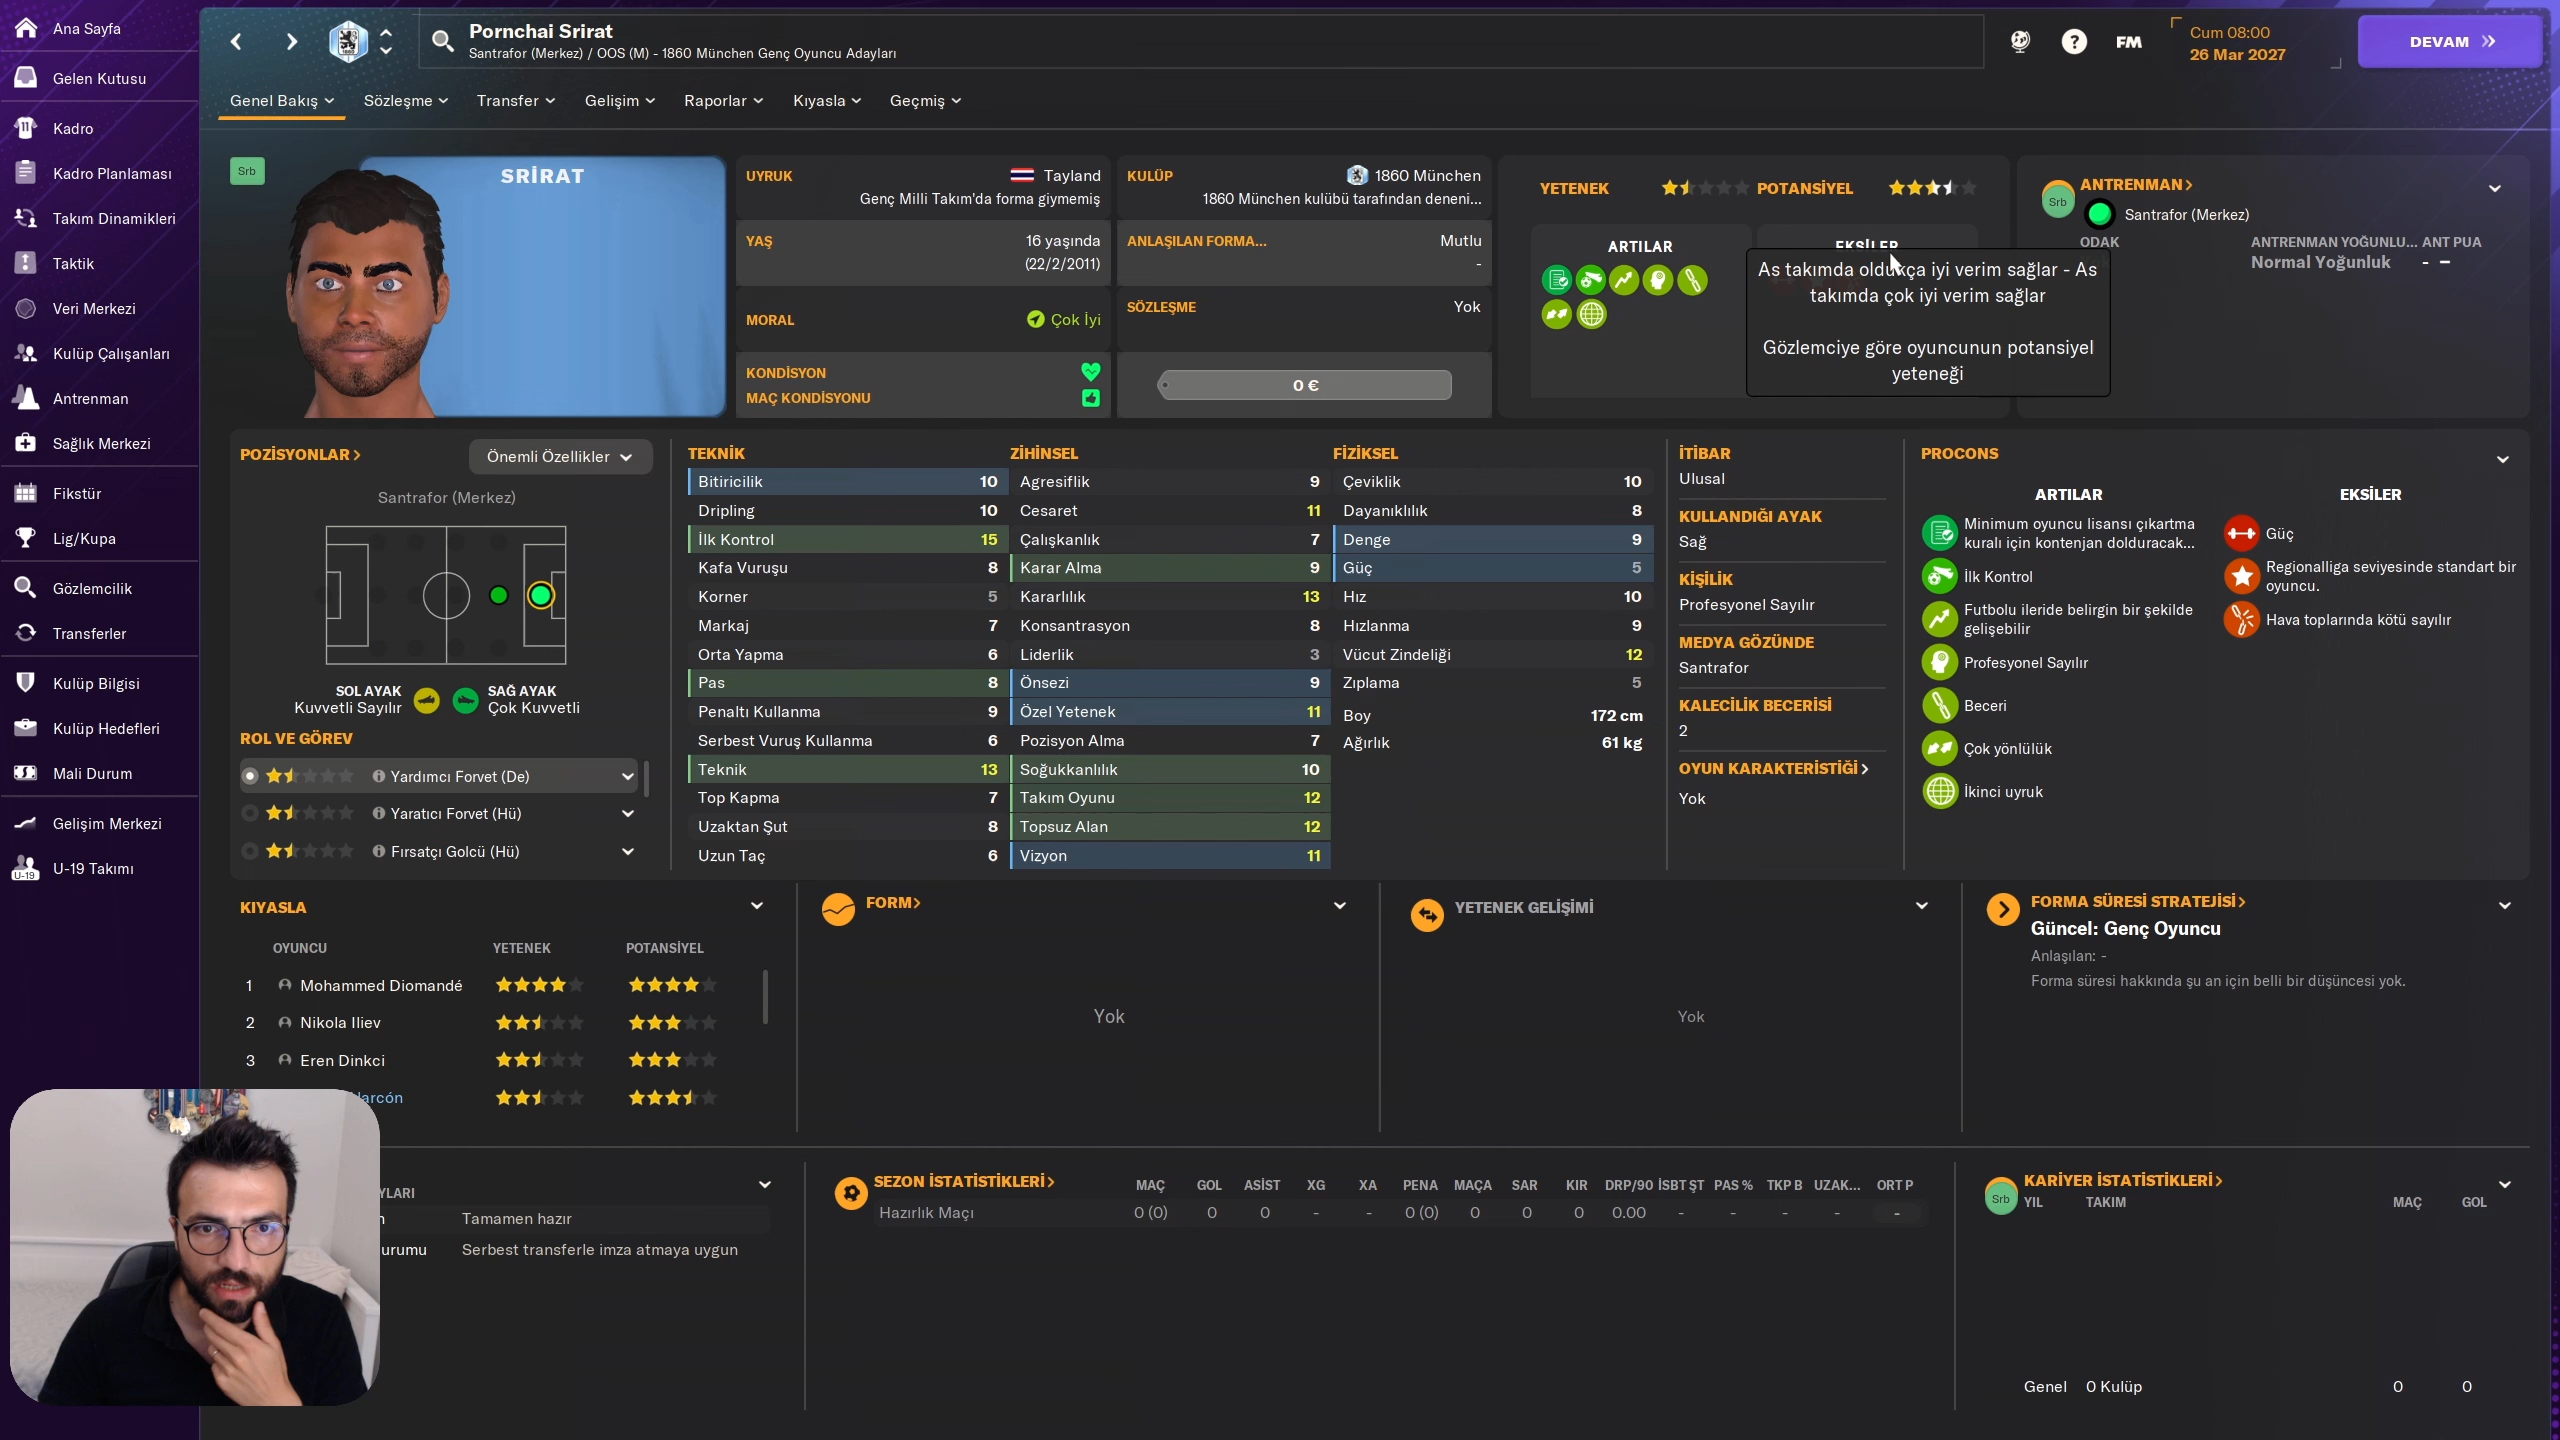 Ana Sayfa
Gelen Kutusu
Kadro
Kadro Planlaması
Takım Dinamikleri
Taktik
Veri Merkezi
Kulüp Çalışanları
Antrenman
Sağlık Merkezi
Fikstür
Lig/Kupa
Gözlemcilik
Transferler
Kulüp Bilgisi
Kulüp Hedefleri
Mali Durum
Gelişim Merkezi
U-19 Takımı
Pornchai Srirat
Santrafor (Merkez) / OOS (M) - 1860 München Genç Oyuncu Adayları
FM
Cum 08:00
26 Mar 2027
DEVAM
Genel Bakış Sözleşme Transfer Gelişim Raporlar Kıyasla Geçmiş
Srb
SRİRAT
UYRUK Tayland
Genç Milli Takım'da forma giymemiş
YAŞ 16 yaşında
(22/2/2011)
MORAL Çok İyi
KONDİSYON
MAÇ KONDİSYONU
KULÜP 1860 München
1860 München kulübü tarafından deneni...
ANLAŞILAN FORMA... Mutlu
-
SÖZLEŞME Yok
0 €
YETENEK POTANSİYEL
ARTILAR EKSİLER
As takımda oldukça iyi verim sağlar - As
takımda çok iyi verim sağlar
Gözlemciye göre oyuncunun potansiyel
yeteneği
Srb
ANTRENMAN
Santrafor (Merkez)
ODAK ANTRENMAN YOĞUNLU... ANT PUA
Normal Yoğunluk - –
POZİSYONLAR Önemli Özellikler
Santrafor (Merkez)
SOL AYAK
Kuvvetli Sayılır
SAĞ AYAK
Çok Kuvvetli
ROL VE GÖREV
Yardımcı Forvet (De)
Yaratıcı Forvet (Hü)
Fırsatçı Golcü (Hü)
TEKNİK
Bitiricilik 10
Dripling 10
İlk Kontrol 15
Kafa Vuruşu 8
Korner 5
Markaj 7
Orta Yapma 6
Pas 8
Penaltı Kullanma 9
Serbest Vuruş Kullanma 6
Teknik 13
Top Kapma 7
Uzaktan Şut 8
Uzun Taç 6
ZİHİNSEL
Agresiflik 9
Cesaret 11
Çalışkanlık 7
Karar Alma 9
Kararlılık 13
Konsantrasyon 8
Liderlik 3
Önsezi 9
Özel Yetenek 11
Pozisyon Alma 7
Soğukkanlılık 10
Takım Oyunu 12
Topsuz Alan 12
Vizyon 11
FİZİKSEL
Çeviklik 10
Dayanıklılık 8
Denge 9
Güç 5
Hız 10
Hızlanma 9
Vücut Zindeliği 12
Zıplama 5
Boy 172 cm
Ağırlık 61 kg
İTİBAR
Ulusal
KULLANDIĞI AYAK
Sağ
KİŞİLİK
Profesyonel Sayılır
MEDYA GÖZÜNDE
Santrafor
KALECİLİK BECERİSİ
2
OYUN KARAKTERİSTİĞİ
Yok
PROCONS
ARTILAR
Minimum oyuncu lisansı çıkartma
kuralı için kontenjan dolduracak...
İlk Kontrol
Futbolu ileride belirgin bir şekilde
gelişebilir
Profesyonel Sayılır
Beceri
Çok yönlülük
İkinci uyruk
EKSİLER
Güç
Regionalliga seviyesinde standart bir
oyuncu.
Hava toplarında kötü sayılır
KIYASLA
OYUNCU YETENEK POTANSİYEL
1 Mohammed Diomandé
2 Nikola Iliev
3 Eren Dinkci
larcón
FORM
Yok
YETENEK GELİŞİMİ
Yok
FORMA SÜRESİ STRATEJİSİ
Güncel: Genç Oyuncu
Anlaşılan: -
Forma süresi hakkında şu an için belli bir düşüncesi yok.
YLARI
n Tamamen hazır
urumu Serbest transferle imza atmaya uygun
SEZON İSTATİSTİKLERİ MAÇ GOL ASİST XG XA PENA MAÇA SAR KIR DRP/90 İSBT ŞT PAS % TKP B UZAK... ORT P
Hazırlık Maçı 0 (0) 0 0 - - 0 (0) 0 0 0 0.00 - - - - -
Srb
KARİYER İSTATİSTİKLERİ
YIL TAKIM MAÇ GOL
Genel 0 Kulüp 0 0